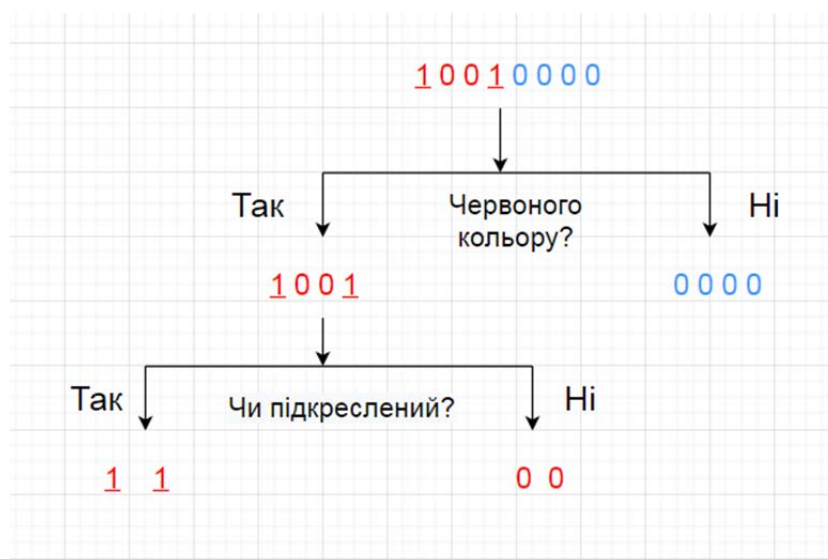 1 0 0 1 0 0 0 0
Так
Червоного
кольору?
Ні
1 0 0 1
0 0 0 0
Так
Чи підкреслений?
Ні
1 1
0 0